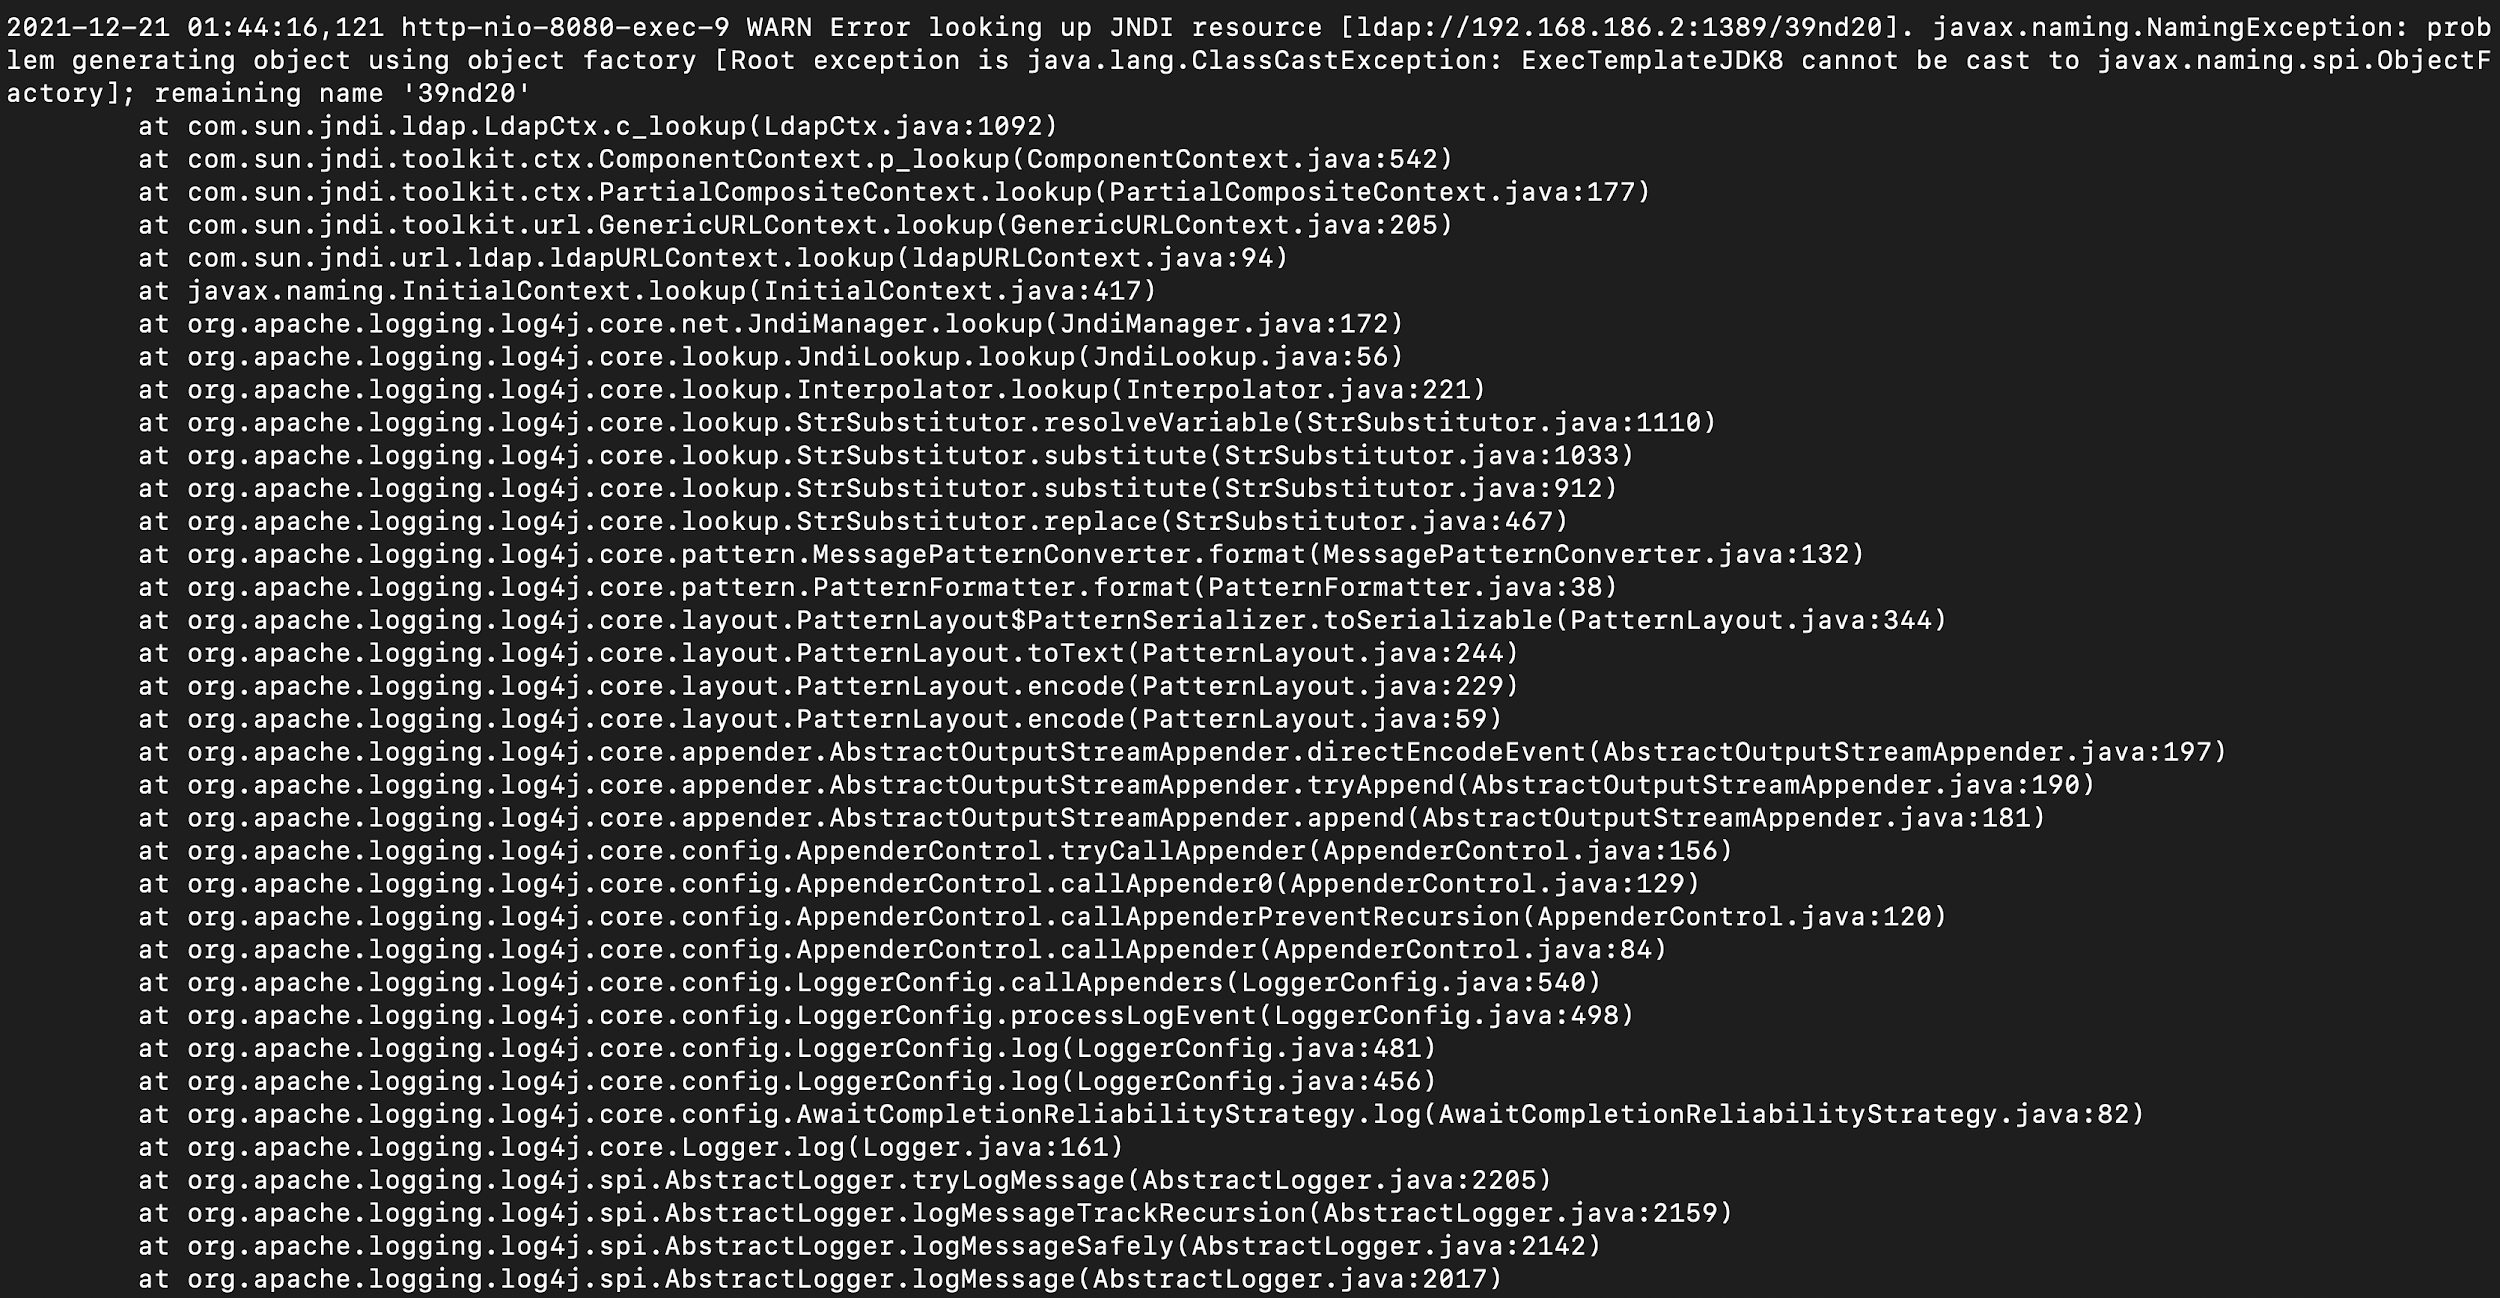 2021-12-21 01:44:16,121 http-nio-8080-exec-9 WARN Error looking up JNDI resource [ldap://192.168.186.2:1389/39nd20]. javax.naming.NamingException: prob
lem generating object using object factory [Root exception is java.lang.ClassCastException: ExecTemplateJDK8 cannot be cast to javax.naming.spi.ObjectF
actory]; remaining name '39nd20'
at com.sun.jndi.ldap.LdapCtx.c_lookup(LdapCtx.java:1092)
at com.sun.jndi.toolkit.ctx.ComponentContext.p_lookup(ComponentContext.java:542)
at com.sun.jndi.toolkit.ctx.PartialCompositeContext.lookup(PartialCompositeContext.java:177)
at com.sun.jndi.toolkit.url.GenericURLContext.lookup(GenericURLContext.java:205)
at com.sun.jndi.url.ldap.ldapURLContext.lookup(ldapURLContext.java:94)
at javax.naming.InitialContext.lookup(InitialContext.java:417)
at org.apache.logging.log4j.core.net.JndiManager.lookup(JndiManager.java:172)
at org.apache.logging.log4j.core.lookup.JndiLookup.lookup(JndiLookup.java:56)
at org.apache.logging.log4j.core.lookup.Interpolator.lookup(Interpolator.java:221)
at org.apache.logging.log4j.core.lookup.StrSubstitutor.resolveVariable(StrSubstitutor.java:1110)
at org.apache.logging.log4j.core.lookup.StrSubstitutor.substitute(StrSubstitutor.java:1033)
at org.apache.logging.log4j.core.lookup.StrSubstitutor.substitute(StrSubstitutor.java:912)
at org.apache.logging.log4j.core.lookup.StrSubstitutor.replace(StrSubstitutor.java:467)
at org.apache.logging.log4j.core.pattern.MessagePatternConverter.format(MessagePatternConverter.java:132)
at org.apache.logging.log4j.core.pattern.PatternFormatter.format(PatternFormatter.java:38)
at org.apache.logging.log4j.core.layout.PatternLayout$PatternSerializer.toSerializable(PatternLayout.java:344)
at org.apache.logging.log4j.core.layout.PatternLayout.toText(PatternLayout.java:244)
at org.apache.logging.log4j.core.layout.PatternLayout.encode(PatternLayout.java:229)
at org.apache.logging.log4j.core.layout.PatternLayout.encode(PatternLayout.java:59)
at org.apache.logging.log4j.core.appender.AbstractOutputStreamAppender.directEncodeEvent(AbstractOutputStreamAppender.java:197)
at org.apache.logging.log4j.core.appender.AbstractOutputStreamAppender.tryAppend(AbstractOutputStreamAppender.java:190)
at org.apache.logging.log4j.core.appender.AbstractOutputStreamAppender.append(AbstractOutputStreamAppender.java:181)
at org.apache.logging.log4j.core.config.AppenderControl.tryCallAppender(AppenderControl.java:156)
at org.apache.logging.log4j.core.config.AppenderControl.callAppender0(AppenderControl.java:129)
at org.apache.logging.log4j.core.config.AppenderControl.callAppenderPreventRecursion(AppenderControl.java:120)
at org.apache.logging.log4j.core.config.AppenderControl.callAppender(AppenderControl.java:84)
at org.apache.logging.log4j.core.config.LoggerConfig.callAppenders(LoggerConfig.java:540)
at org.apache.logging.log4j.core.config.LoggerConfig.processLogEvent(LoggerConfig.java:498)
at org.apache.logging.log4j.core.config.LoggerConfig.log(LoggerConfig.java:481)
at org.apache.logging.log4j.core.config.LoggerConfig.log(LoggerConfig.java:456)
at org.apache.logging.log4j.core.config.AwaitCompletionReliabilityStrategy.log(AwaitCompletionReliabilityStrategy.java:82)
at org.apache.logging.log4j.core.Logger.log(Logger.java:161)
at org.apache.logging.log4j.spi.AbstractLogger.tryLogMessage(AbstractLogger.java:2205)
at org.apache.logging.log4j.spi.AbstractLogger.logMessageTrackRecursion(AbstractLogger.java:2159)
at org.apache.logging.log4j.spi.AbstractLogger.logMessageSafely(AbstractLogger.java:2142)
at org.apache.logging.log4j.spi.AbstractLogger.logMessage(AbstractLogger.java:2017)